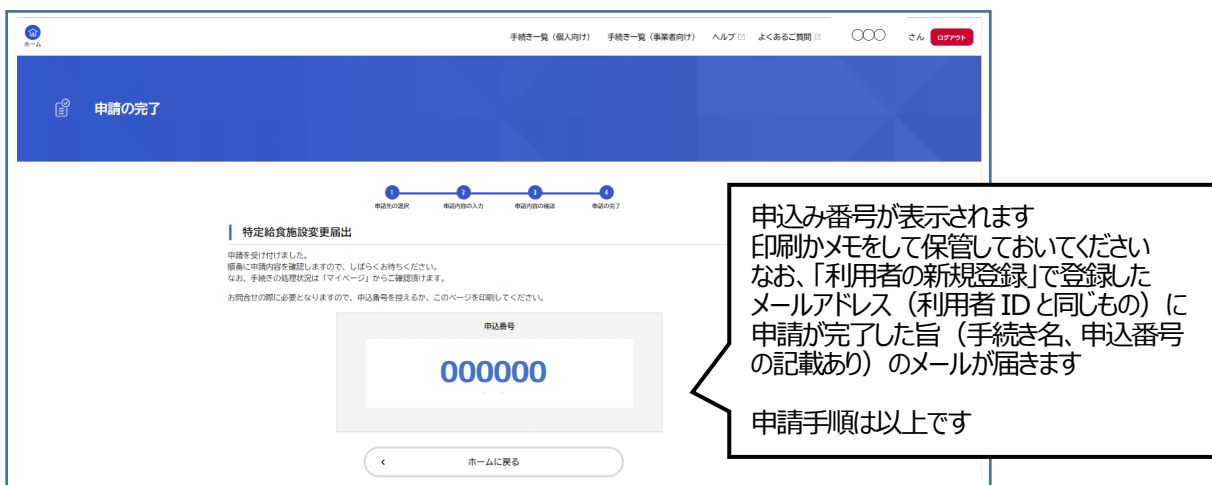 ホーム
手続き一覧（個人向け） 手続き一覧（事業者向け） ヘルプ よくあるご質問 ○○○ さん ログアウト
申請の完了
1 2 3 4
申請先の選択 申請内容の入力 申請内容の確認 申請の完了
特定給食施設変更届出
申請を受け付けました。
順番に申請内容を確認しますので、しばらくお待ちください。
なお、手続きの処理状況は「マイページ」からご確認頂けます。
お問合せの際に必要となりますので、申込番号を控えるか、このページを印刷してください。
申込番号
000000
ホームに戻る
申込み番号が表示されます
印刷かメモをして保管しておいてください
なお、「利用者の新規登録」で登録した
メールアドレス（利用者 ID と同じもの）に
申請が完了した旨（手続き名、申込番号
の記載あり）のメールが届きます
申請手順は以上です